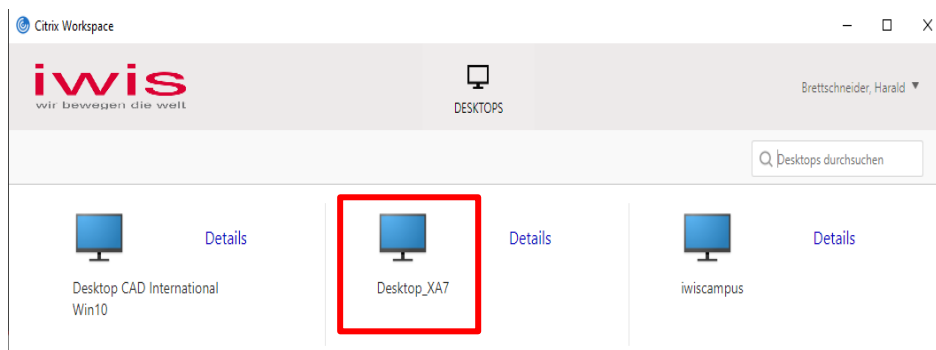 Citrix Workspace
iwis
wir bewegen die welt
DESKTOPS
Brettschneider, Harald
Desktops durchsuchen
Details
Desktop CAD International
Win10
Details
Desktop_XA7
Details
iwiscampus